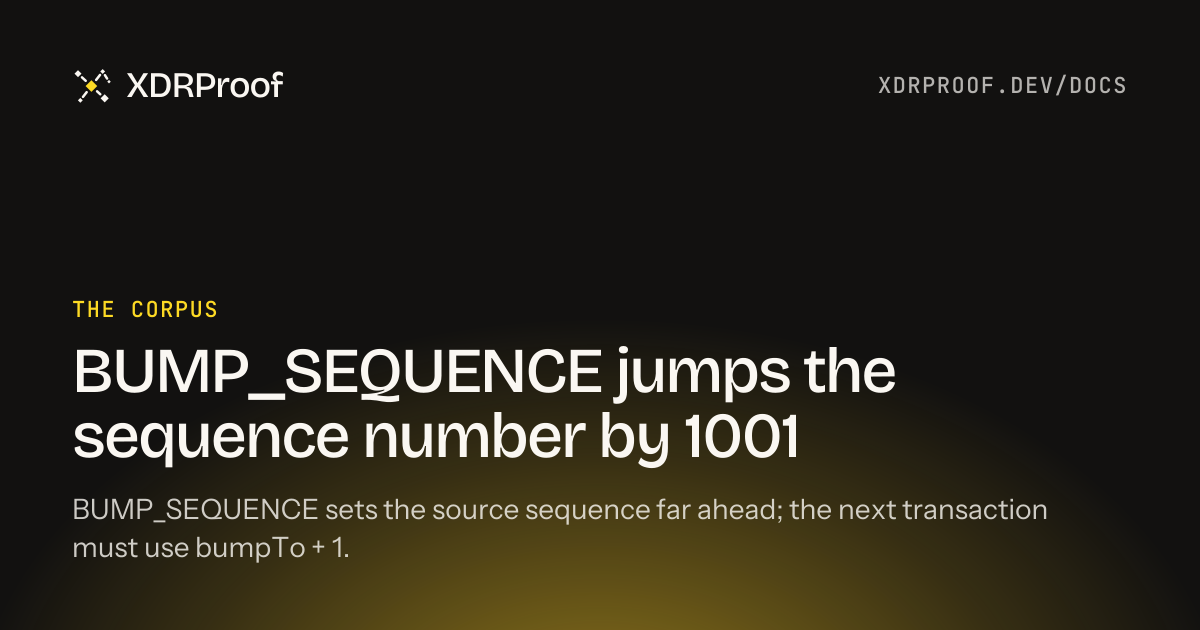 XDRProof
XDRPROOF.DEV/DOCS
THE CORPUS
BUMP_SEQUENCE jumps the
sequence number by 1001
BUMP_SEQUENCE sets the source sequence far ahead; the next transaction
must use bumpTo + 1.